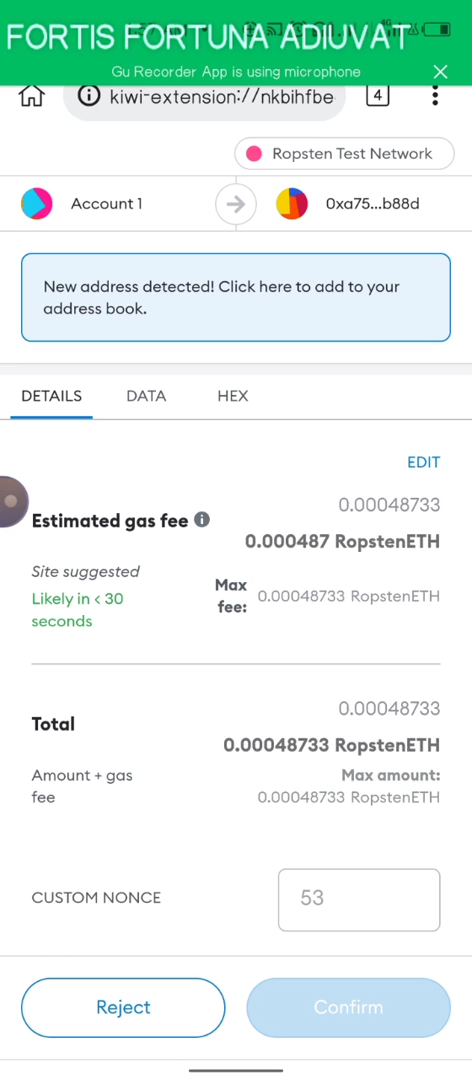 FORTIS FORTUNA ADIUVAT
Gu Recorder App is using microphone
kiwi-extension://nkbihfbe
4
Ropsten Test Network
Account 1
0xa75...b88d
New address detected! Click here to add to your
address book.
DETAILS DATA HEX
EDIT
0.00048733
Estimated gas fee
0.000487 RopstenETH
Site suggested
Likely in < 30
seconds
Max
fee:
0.00048733 RopstenETH
0.00048733
Total
0.00048733 RopstenETH
Amount + gas
fee
Max amount:
0.00048733 RopstenETH
CUSTOM NONCE
53
Reject
Confirm